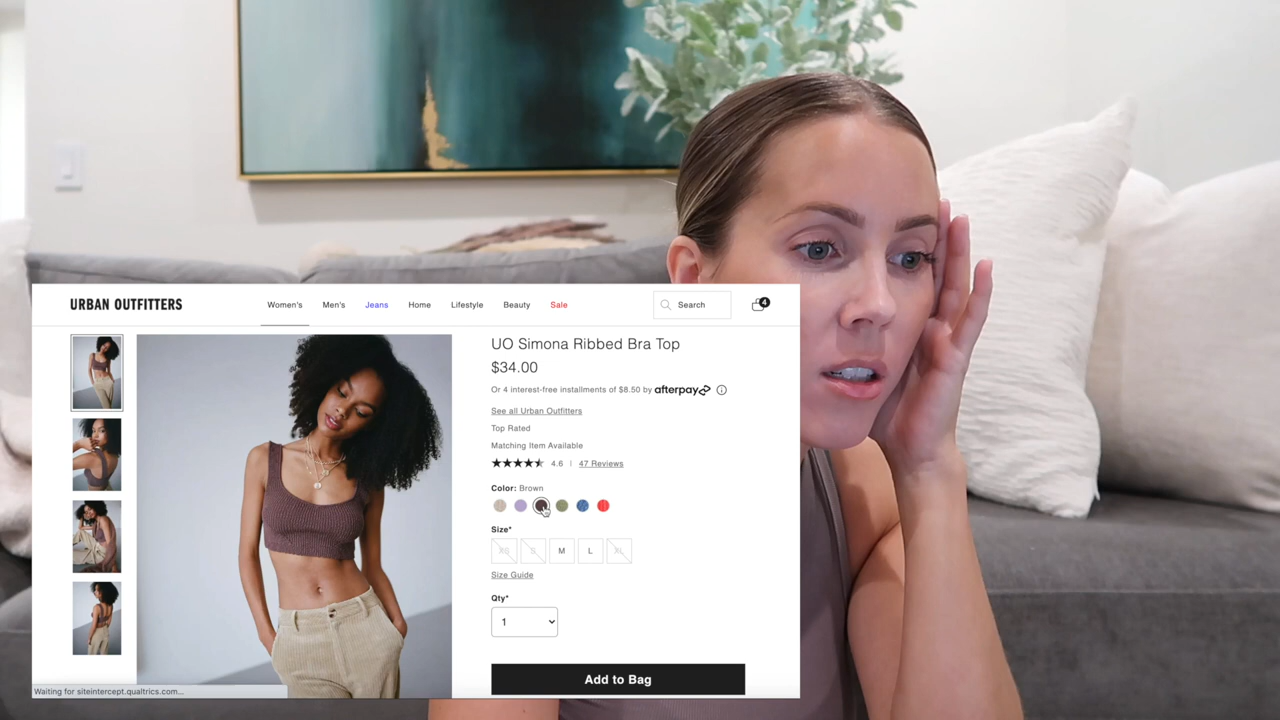 URBAN OUTFITTERS
Women's Men's Jeans Home Lifestyle Beauty Sale
Search
4
UO Simona Ribbed Bra Top
$34.00
Or 4 interest-free installments of $8.50 by afterpay
See all Urban Outfitters
Top Rated
Matching Item Available
4.6 | 47 Reviews
Color: Brown
Size*
XS S M L XL
Size Guide
Qty*
1
Add to Bag
Waiting for siteintercept.qualtrics.com...